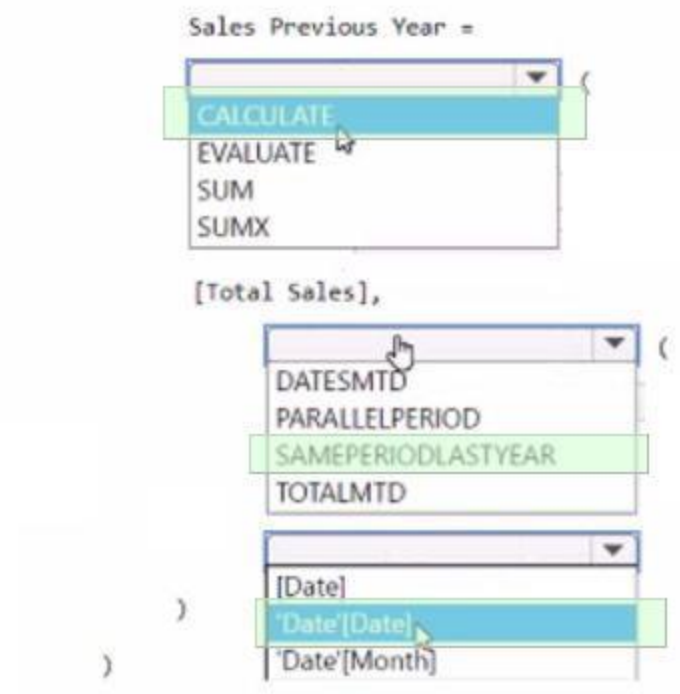 Sales Previous Year =
(
CALCULATE
EVALUATE
SUM
SUMX
[Total Sales],
(
DATESMTD
PARALLELPERIOD
SAMEPERIODLASTYEAR
TOTALMTD
[Date]
)
'Date'[Date]
'Date'[Month]
)